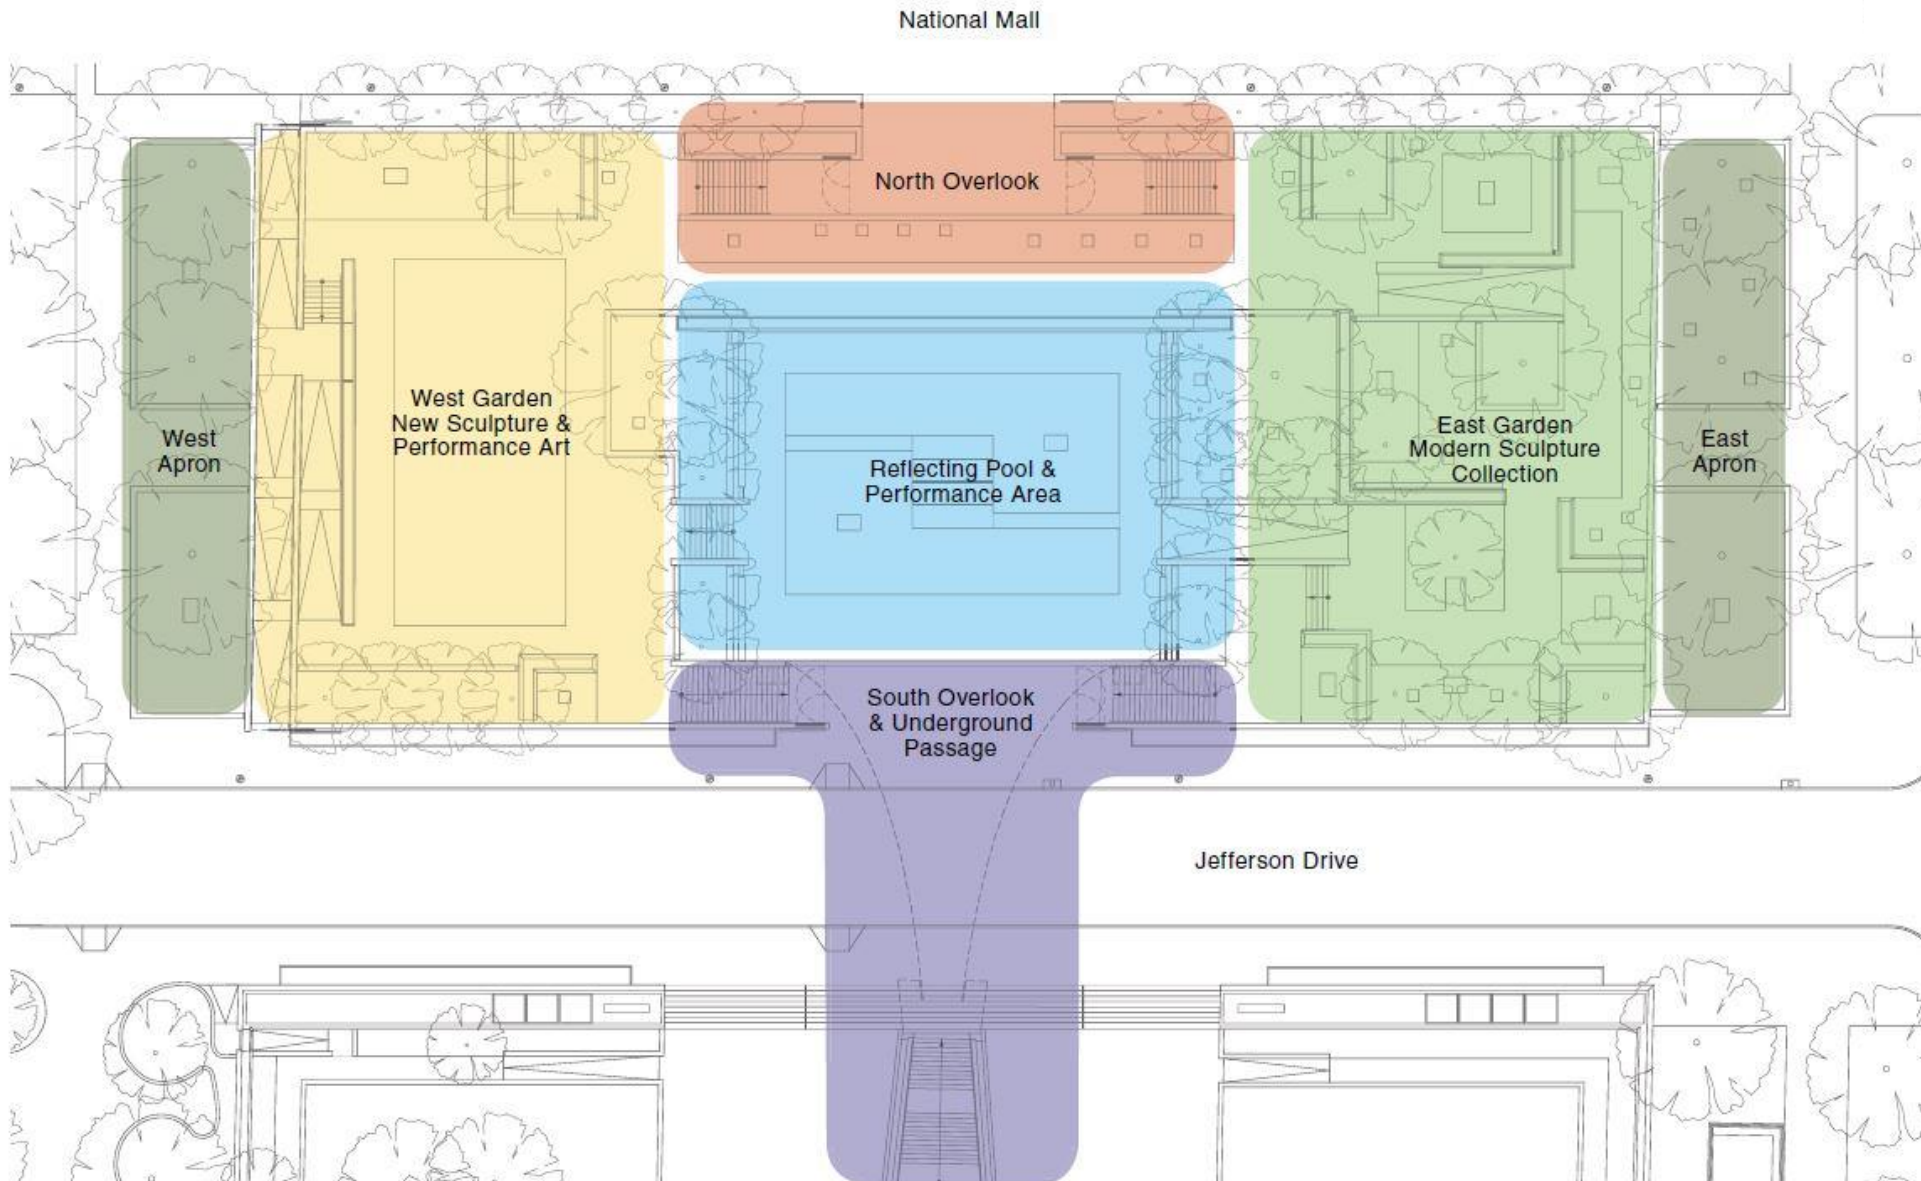 National Mall
North Overlook
West Garden
New Sculpture &
Performance Art
West
Apron
Reflecting Pool &
Performance Area
East Garden
Modern Sculpture
Collection
East
Apron
South Overlook
& Underground
Passage
Jefferson Drive